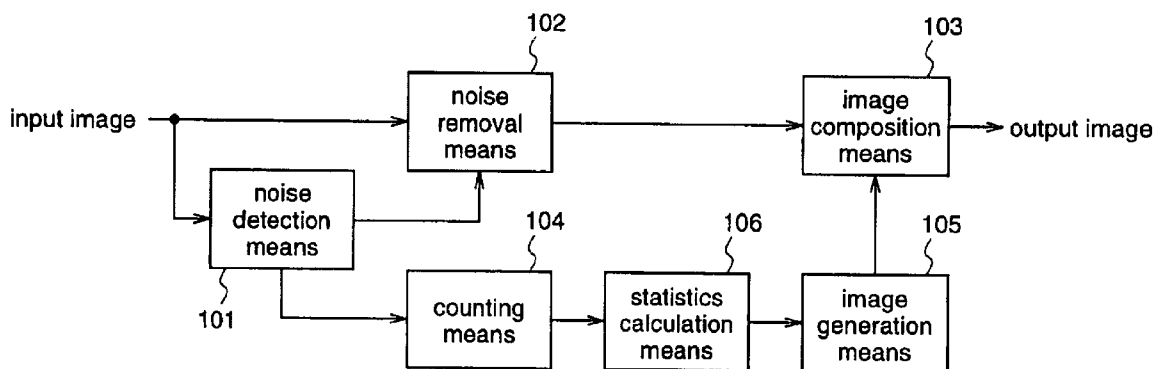 102
103
input image
noise
removal
means
image
composition
means
output image
noise
detection
means
101
104
106
105
counting
means
statistics
calculation
means
image
generation
means